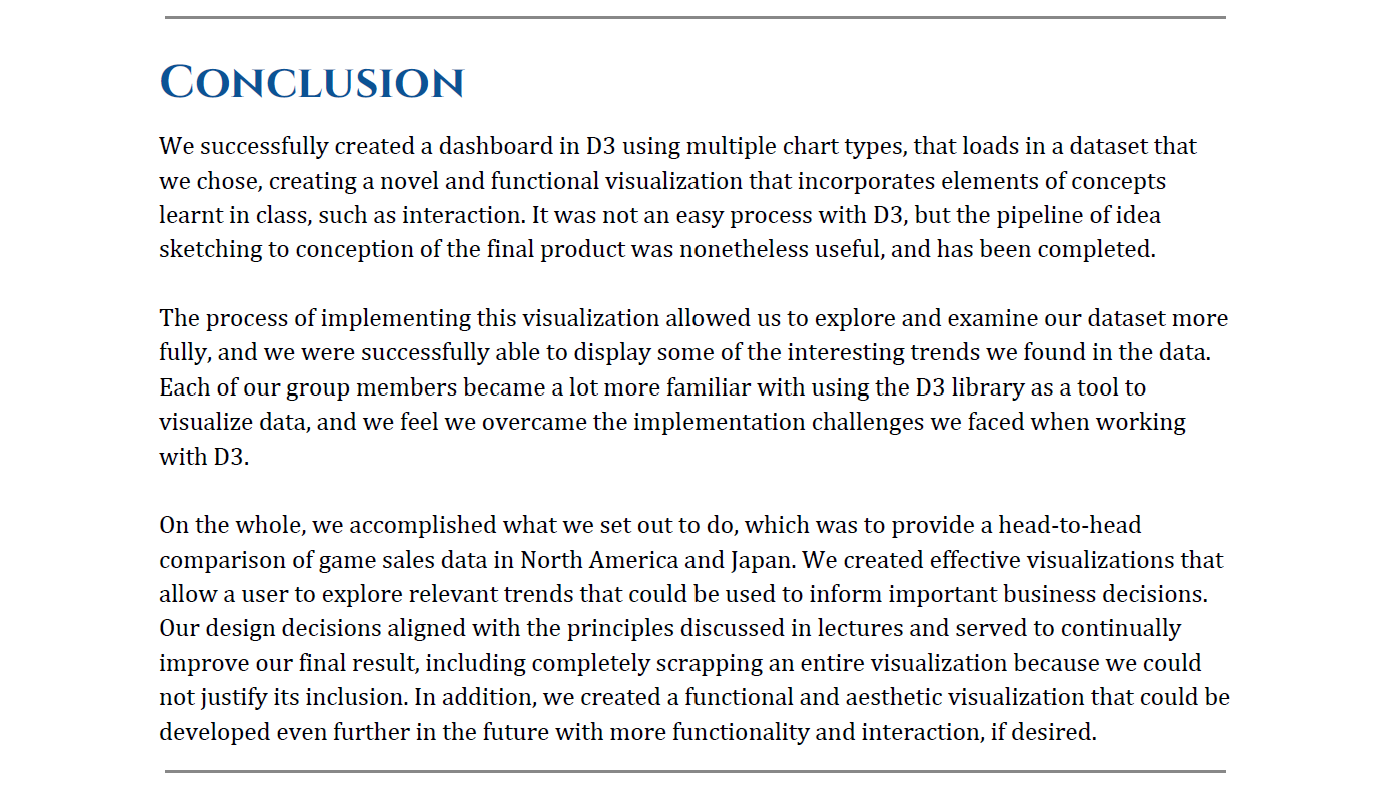 Conclusion
We successfully created a dashboard in D3 using multiple chart types, that loads in a dataset that
we chose, creating a novel and functional visualization that incorporates elements of concepts
learnt in class, such as interaction. It was not an easy process with D3, but the pipeline of idea
sketching to conception of the final product was nonetheless useful, and has been completed.
The process of implementing this visualization allowed us to explore and examine our dataset more
fully, and we were successfully able to display some of the interesting trends we found in the data.
Each of our group members became a lot more familiar with using the D3 library as a tool to
visualize data, and we feel we overcame the implementation challenges we faced when working
with D3.
On the whole, we accomplished what we set out to do, which was to provide a head-to-head
comparison of game sales data in North America and Japan. We created effective visualizations that
allow a user to explore relevant trends that could be used to inform important business decisions.
Our design decisions aligned with the principles discussed in lectures and served to continually
improve our final result, including completely scrapping an entire visualization because we could
not justify its inclusion. In addition, we created a functional and aesthetic visualization that could be
developed even further in the future with more functionality and interaction, if desired.